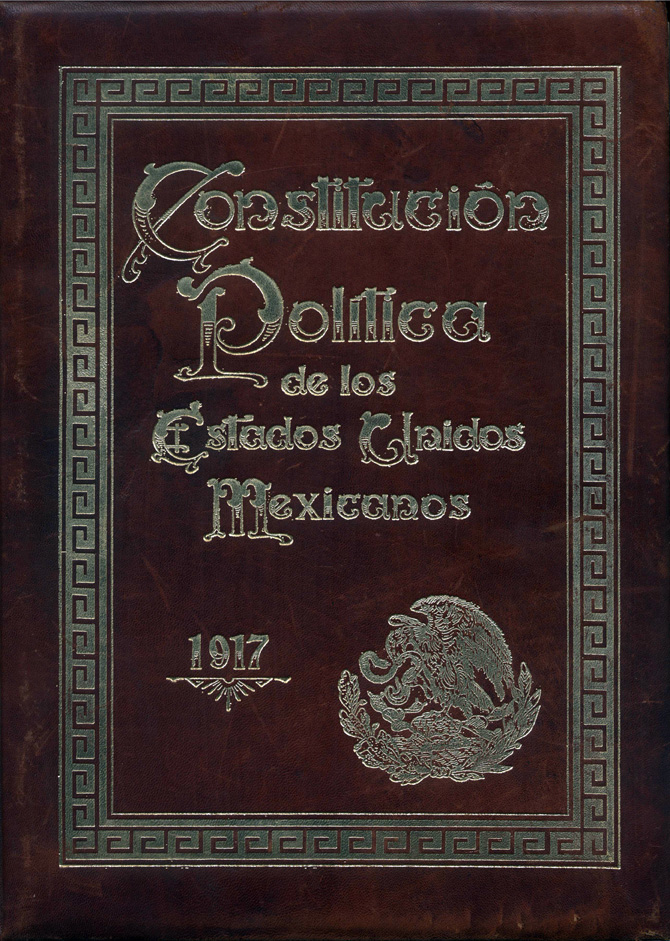 Constitución
Política
de los
Estados Unidos
Mexicanos
1917